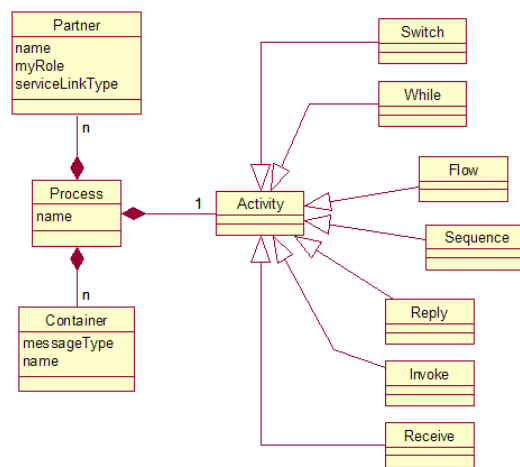 Partner
name
myRole
serviceLinkType
n
Process
name
n
Container
messageType
name
1
Activity
Switch
While
Flow
Sequence
Reply
Invoke
Receive